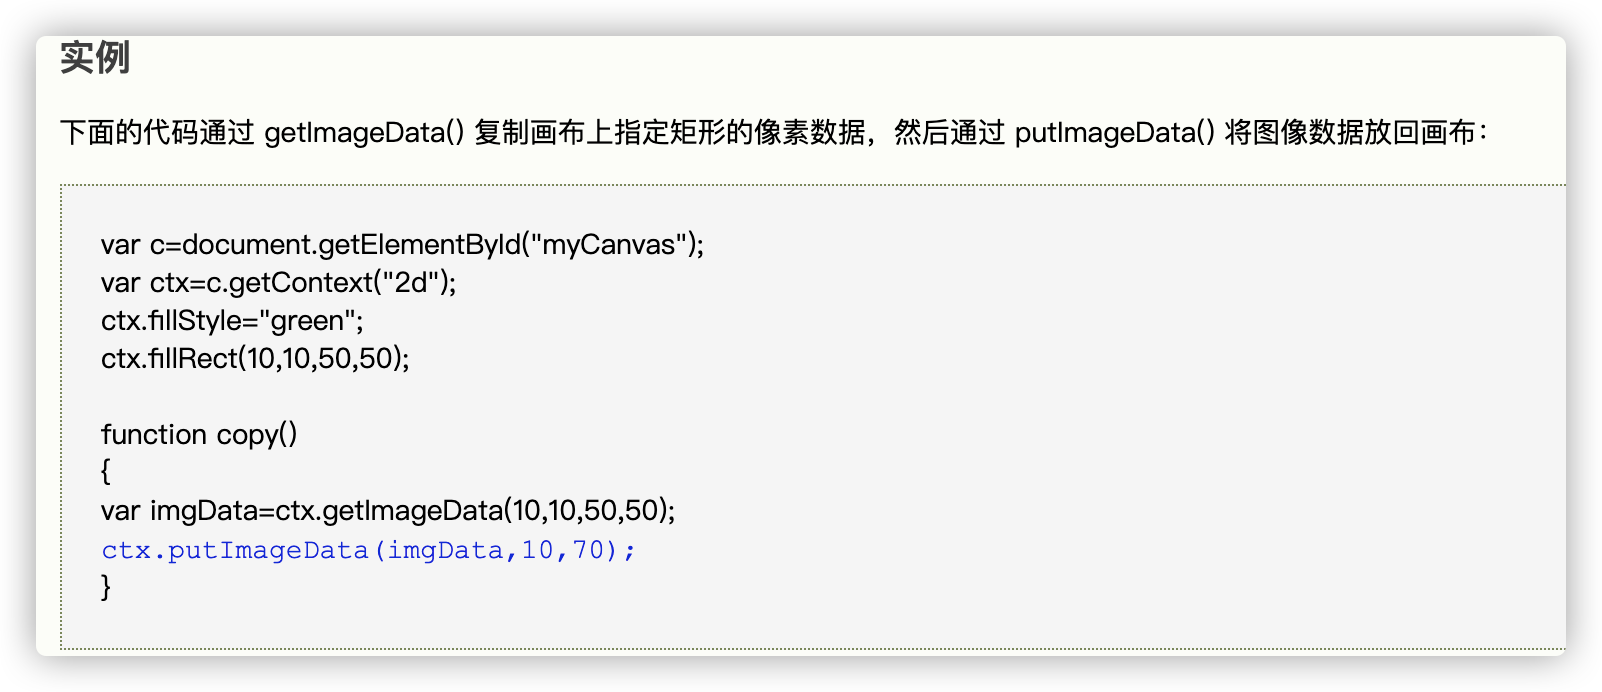 实例
下面的代码通过 getImageData() 复制画布上指定矩形的像素数据，然后通过 putImageData() 将图像数据放回画布：
var c=document.getElementById("myCanvas");
var ctx=c.getContext("2d");
ctx.fillStyle="green";
ctx.fillRect(10,10,50,50);
function copy()
{
var imgData=ctx.getImageData(10,10,50,50);
ctx.putImageData(imgData,10,70);
}